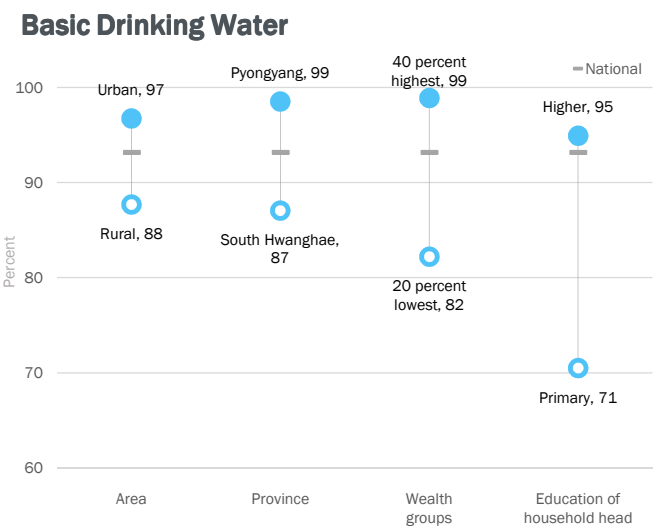 Basic Drinking Water
National
Percent
100
90
80
70
60
Urban, 97
Rural, 88
Pyongyang, 99
South Hwanghae,
87
40 percent
highest, 99
20 percent
lowest, 82
Higher, 95
Primary, 71
Area
Province
Wealth
groups
Education of
household head